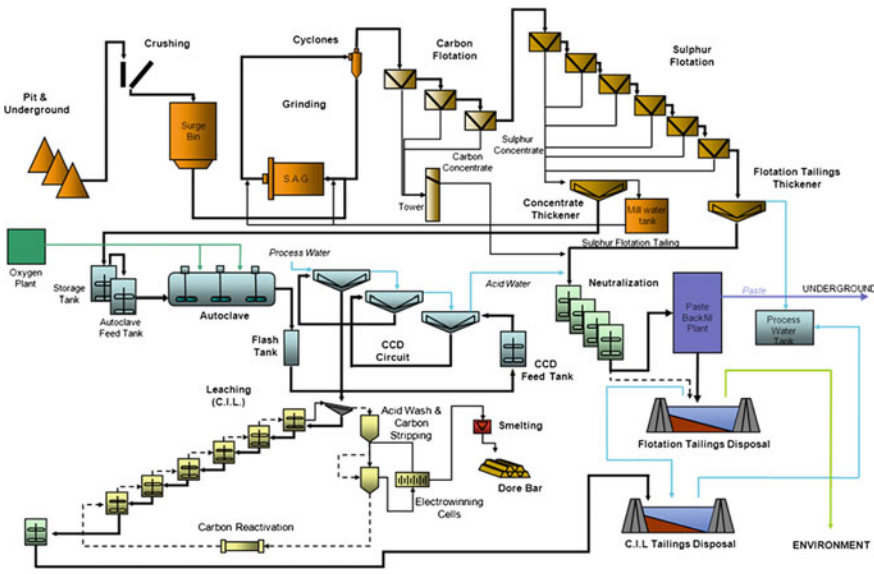 Crushing
Pit &
Underground
Surge
Bin
Cyclones
Grinding
S.A.G.
Carbon
Flotation
Carbon
Concentrate
Tower
Sulphur
Flotation
Sulphur
Concentrate
Concentrate
Thickener
Mill water
tank
Sulphur Flotation Tailing
Flotation Tailings
Thickener
Oxygen
Plant
Storage
Tank
Autoclave
Feed Tank
Autoclave
Process Water
Flash
Tank
CCD
Circuit
CCD
Feed Tank
Acid Water
Neutralization
Paste
Backfill
Plant
Paste
UNDERGROUND
Process
Water
Tank
Flotation Tailings Disposal
Leaching
(C.I.L.)
Acid Wash &
Carbon
Stripping
Smelting
Dore Bar
Electrowinning
Cells
Carbon Reactivation
C.I.L Tailings Disposal
ENVIRONMENT